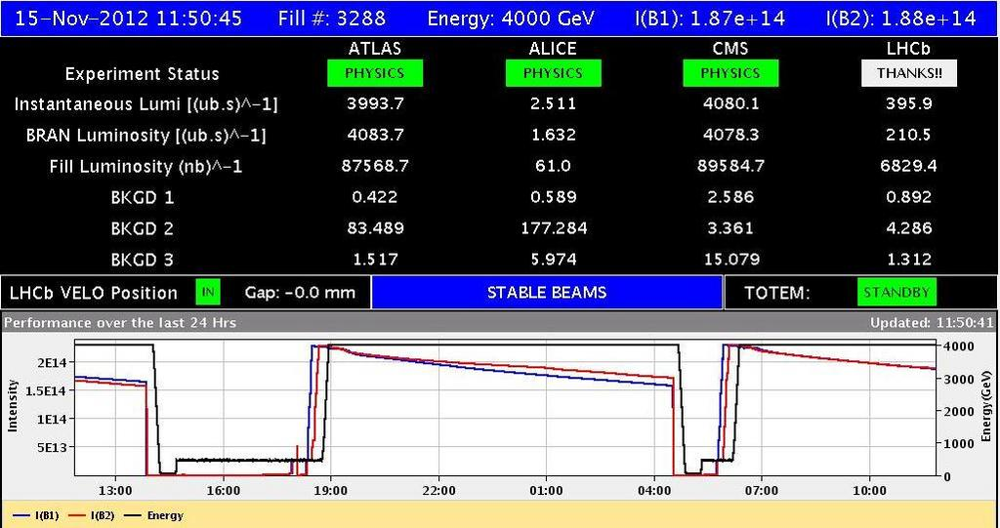 15-Nov-2012 11:50:45 Fill #: 3288 Energy: 4000 GeV I(B1): 1.87e+14 I(B2): 1.88e+14
ATLAS ALICE CMS LHCb
Experiment Status PHYSICS PHYSICS PHYSICS THANKS!!
Instantaneous Lumi [(ub.s)^-1] 3993.7 2.511 4080.1 395.9
BRAN Luminosity [(ub.s)^-1] 4083.7 1.632 4078.3 210.5
Fill Luminosity (nb)^-1 87568.7 61.0 89584.7 6829.4
BKGD 1 0.422 0.589 2.586 0.892
BKGD 2 83.489 177.284 3.361 4.286
BKGD 3 1.517 5.974 15.079 1.312
LHCb VELO Position IN Gap: -0.0 mm STABLE BEAMS TOTEM: STANDBY
Performance over the last 24 Hrs Updated: 11:50:41
Intensity
2E14
1.5E14
1E14
5E13
4000
3000
2000
1000
0
Energy(GeV)
13:00 16:00 19:00 22:00 01:00 04:00 07:00 10:00
I(B1) I(B2) Energy